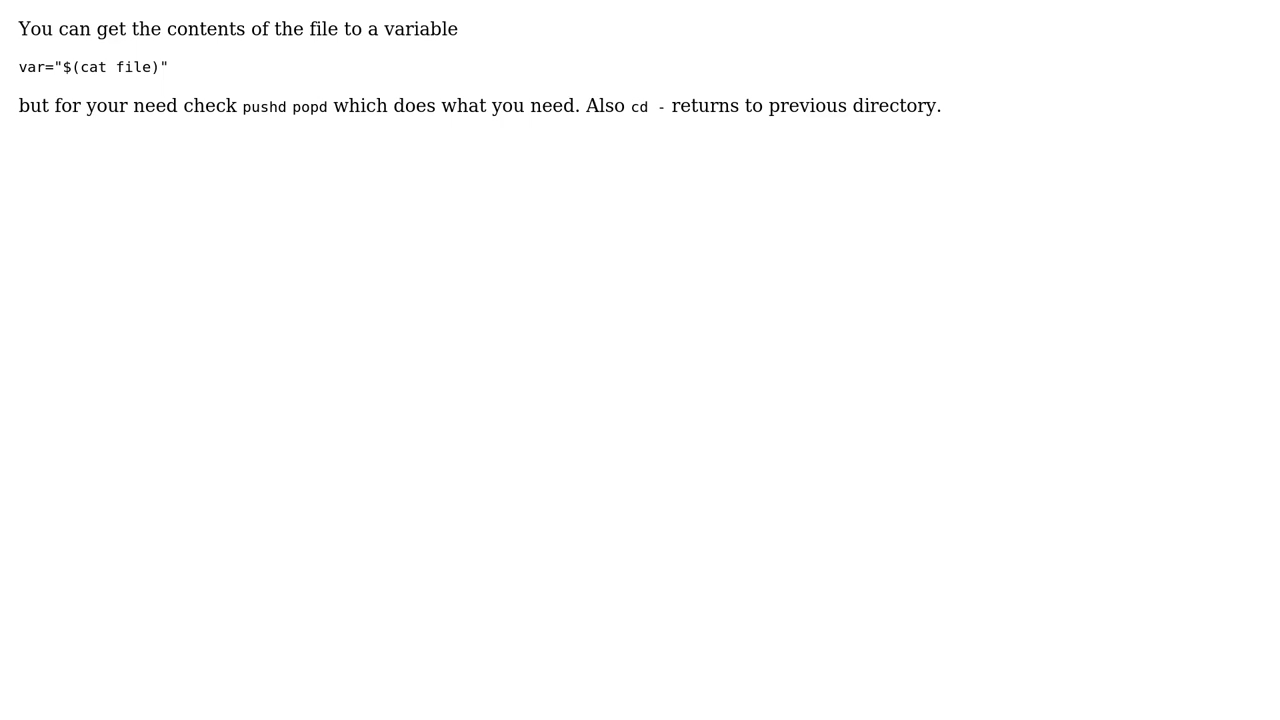 You can get the contents of the file to a variable
var="$(cat file)"
but for your need check pushd popd which does what you need. Also cd - returns to previous directory.